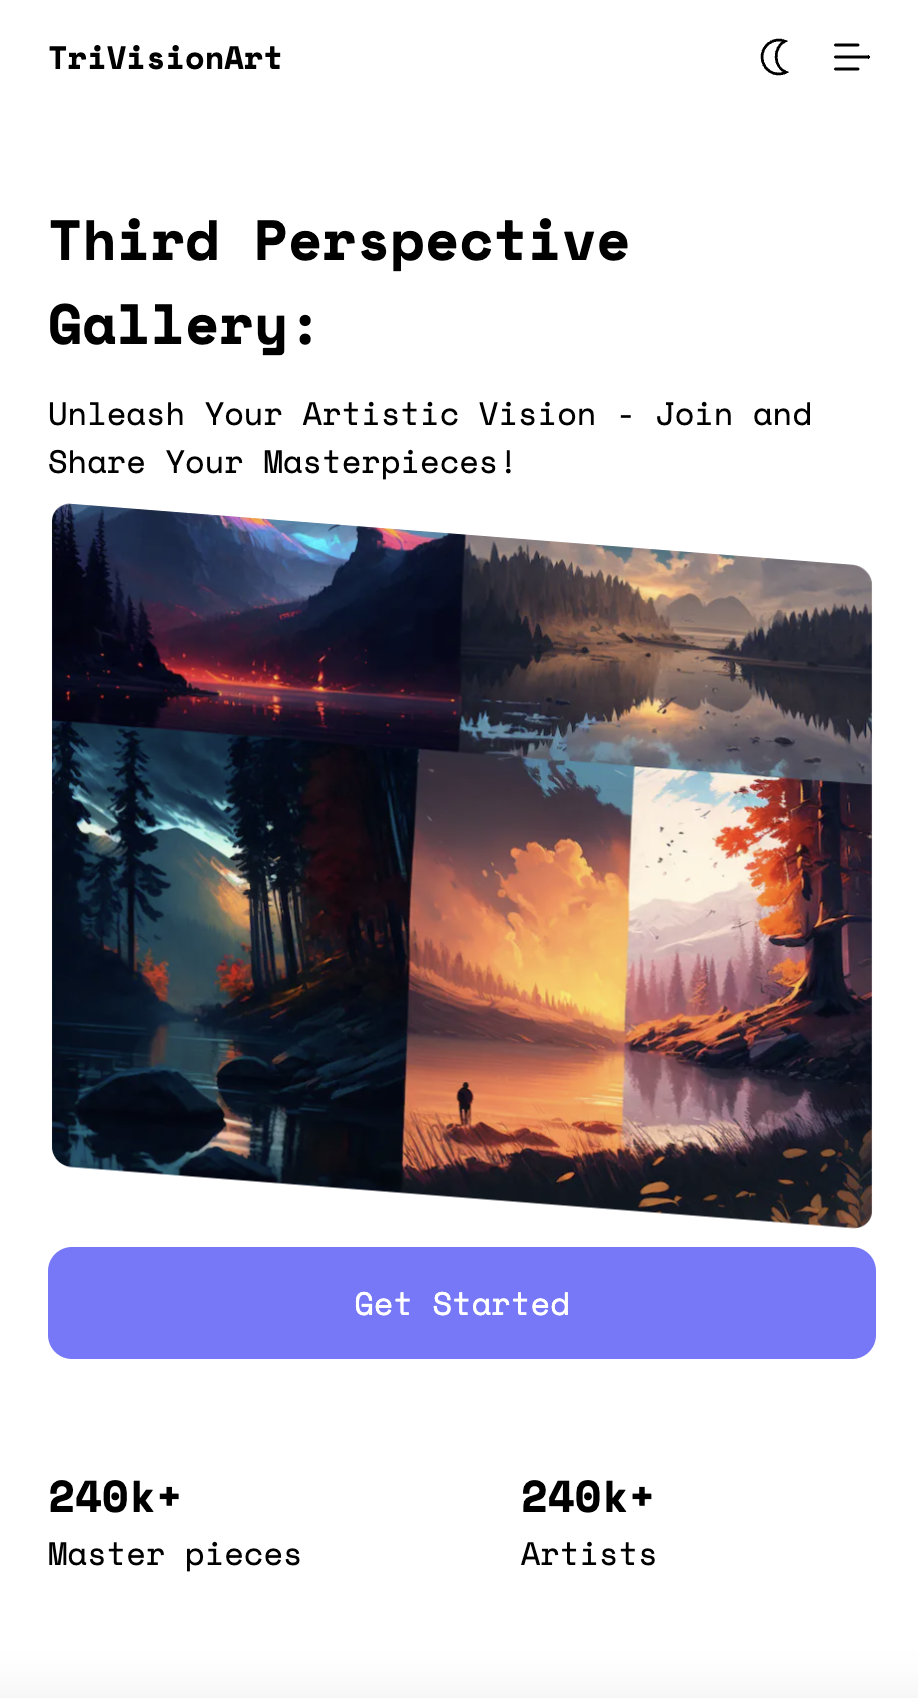 TriVisionArt
Third Perspective
Gallery:
Unleash Your Artistic Vision - Join and
Share Your Masterpieces!
Get Started
240k+
Master pieces
240k+
Artists